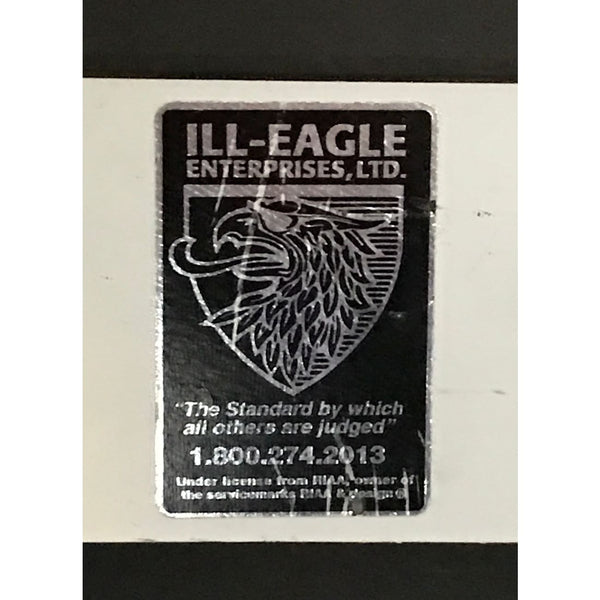 ILL-EAGLE
ENTERPRISES, LTD.
"The Standard by which
all others are judged"
1.800.274.2013
Under license from RIAA, owner of
the servicemarks RIAA & design ®